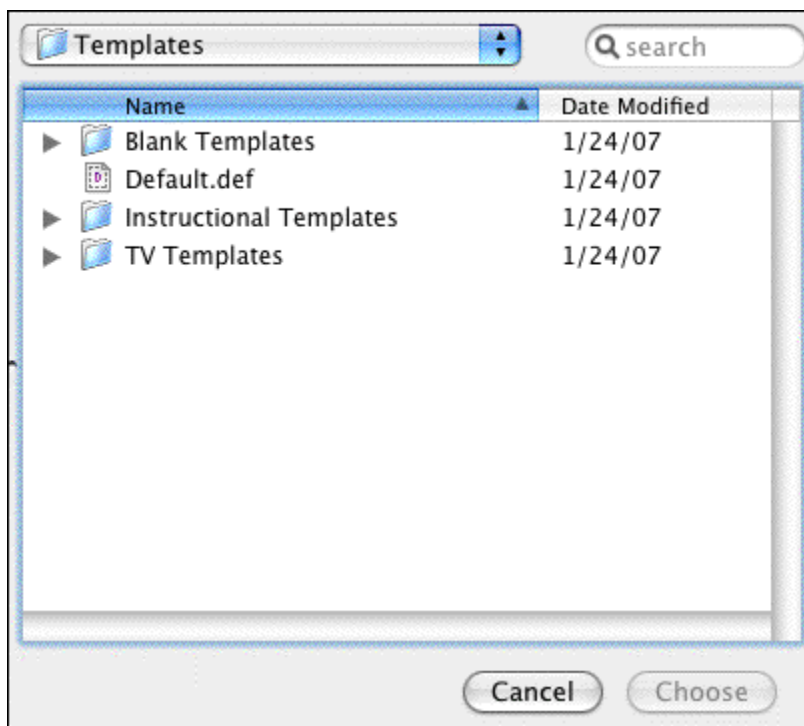 Templates search
Name Date Modified
Blank Templates 1/24/07
Default.def 1/24/07
Instructional Templates 1/24/07
TV Templates 1/24/07
Cancel Choose